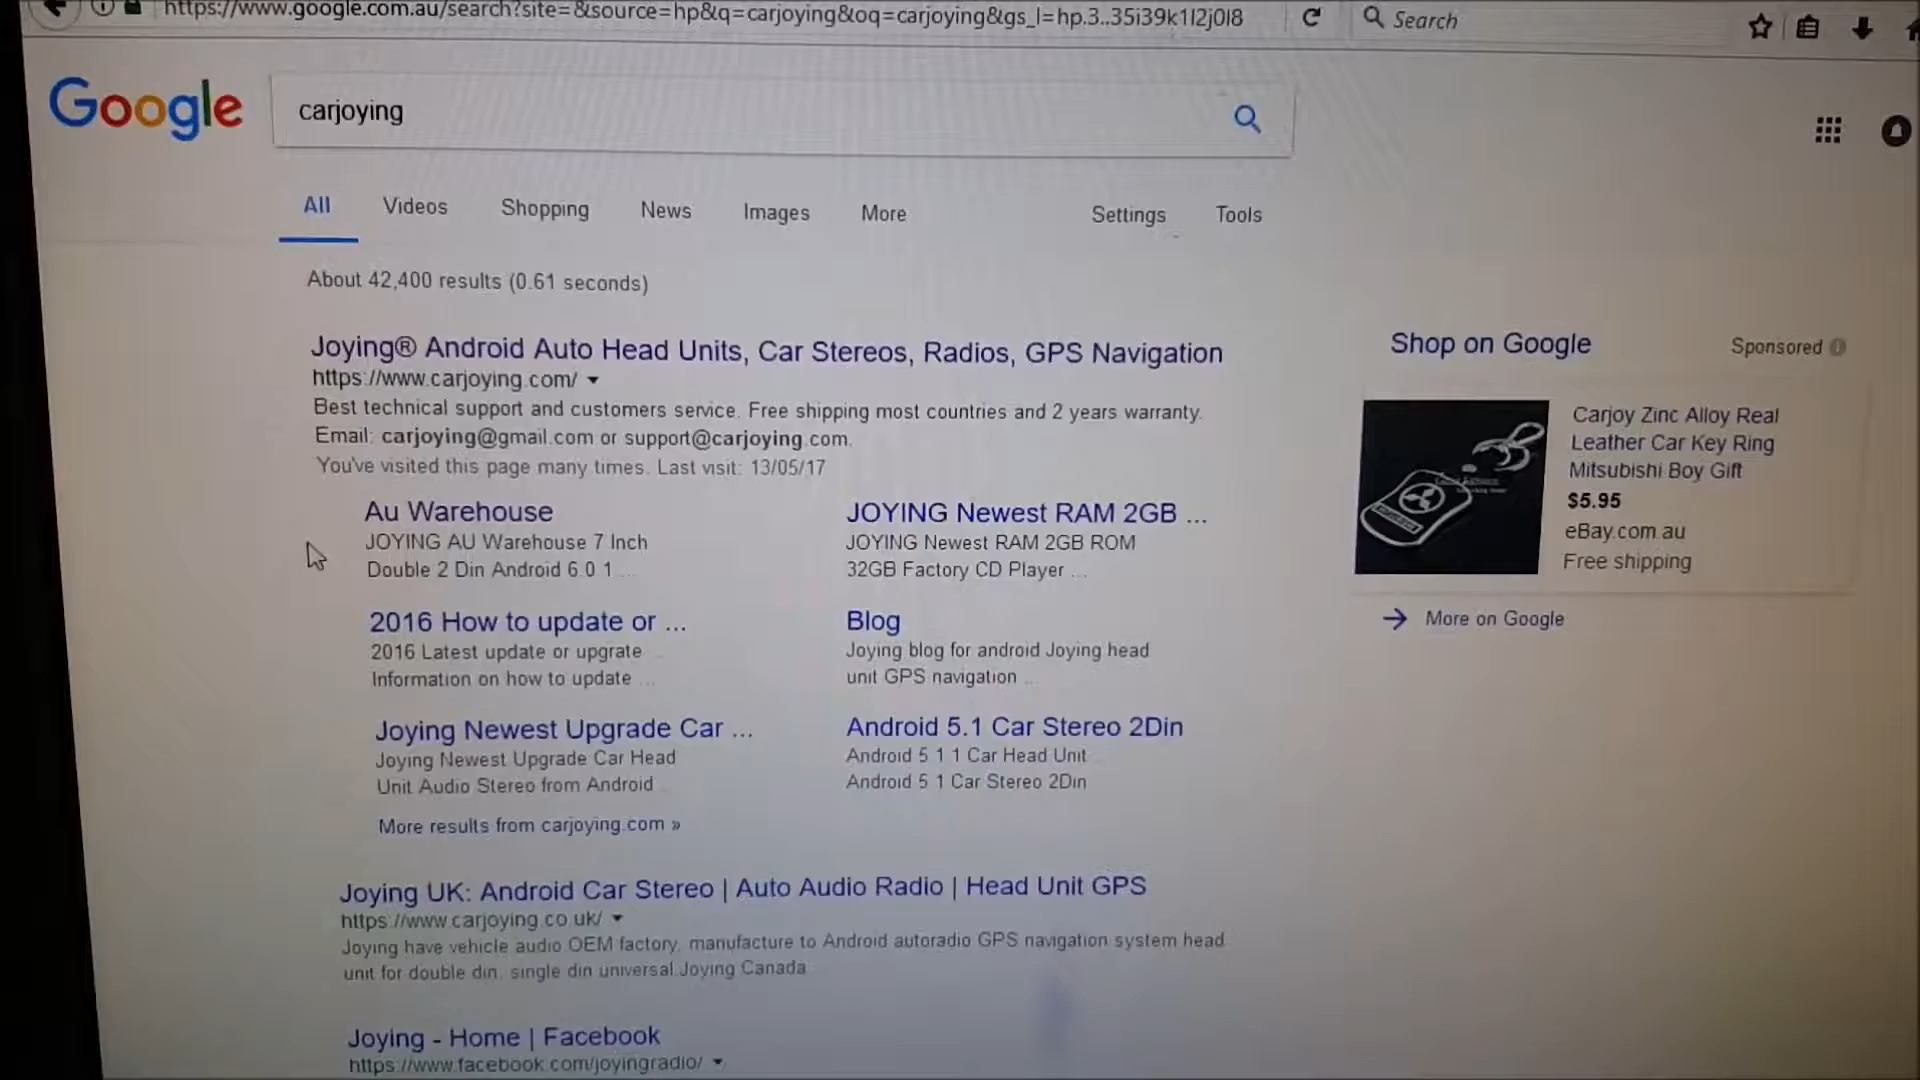 https://www.google.com.au/search?site=&source=hp&q=carjoying&oq=carjoying&gs_l=hp.3..35i39k1l2j0l8
Search
Google
carjoying
All
Videos
Shopping
News
Images
More
Settings
Tools
About 42,400 results (0.61 seconds)
Joying® Android Auto Head Units, Car Stereos, Radios, GPS Navigation
https://www.carjoying.com/
Best technical support and customers service. Free shipping most countries and 2 years warranty.
Email: carjoying@gmail.com or support@carjoying.com.
You've visited this page many times. Last visit: 13/05/17
Au Warehouse
JOYING AU Warehouse 7 Inch
Double 2 Din Android 6.0.1 ...
JOYING Newest RAM 2GB ...
JOYING Newest RAM 2GB ROM
32GB Factory CD Player ...
2016 How to update or ...
2016 Latest update or upgrate
Information on how to update ...
Blog
Joying blog for android Joying head
unit GPS navigation ...
Joying Newest Upgrade Car ...
Joying Newest Upgrade Car Head
Unit Audio Stereo from Android
Android 5.1 Car Stereo 2Din
Android 5 1 1 Car Head Unit
Android 5 1 Car Stereo 2Din
More results from carjoying.com »
Joying UK: Android Car Stereo | Auto Audio Radio | Head Unit GPS
https://www.carjoying.co.uk/
Joying have vehicle audio OEM factory, manufacture to Android autoradio GPS navigation system head
unit for double din, single din universal.Joying Canada
Joying - Home | Facebook
https://www.facebook.com/joyingradio/
Shop on Google
Sponsored
Carjoy Zinc Alloy Real
Leather Car Key Ring
Mitsubishi Boy Gift
$5.95
eBay.com.au
Free shipping
More on Google